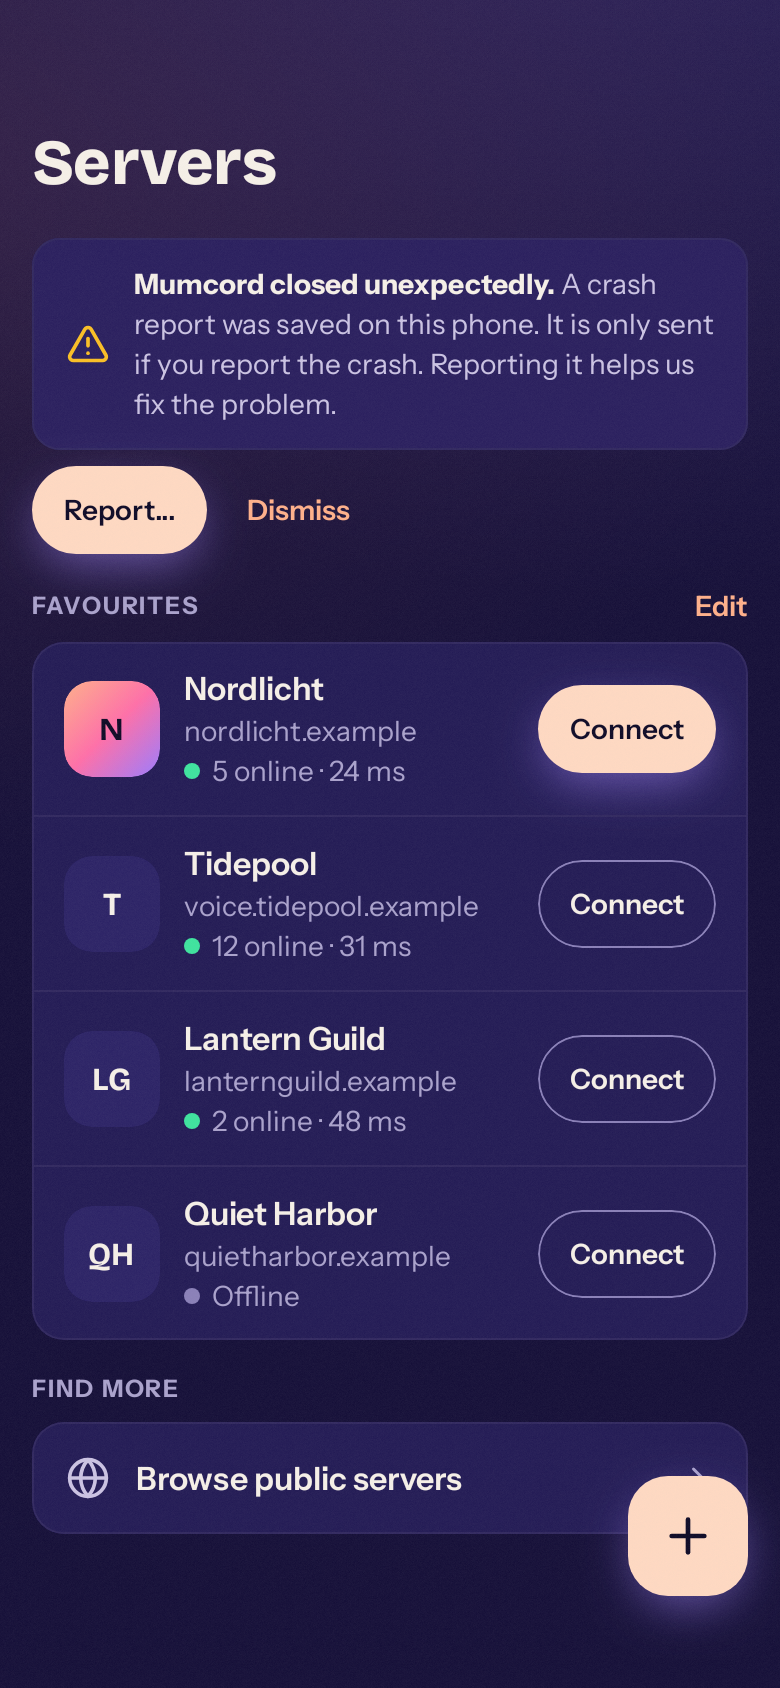 Servers
Mumcord closed unexpectedly. A crash
report was saved on this phone. It is only sent
if you report the crash. Reporting it helps us
fix the problem.
Report...
Dismiss
FAVOURITES
Edit
N
Nordlicht
nordlicht.example
5 online · 24 ms
Connect
T
Tidepool
voice.tidepool.example
12 online · 31 ms
Connect
LG
Lantern Guild
lanternguild.example
2 online · 48 ms
Connect
QH
Quiet Harbor
quietharbor.example
Offline
Connect
FIND MORE
Browse public servers